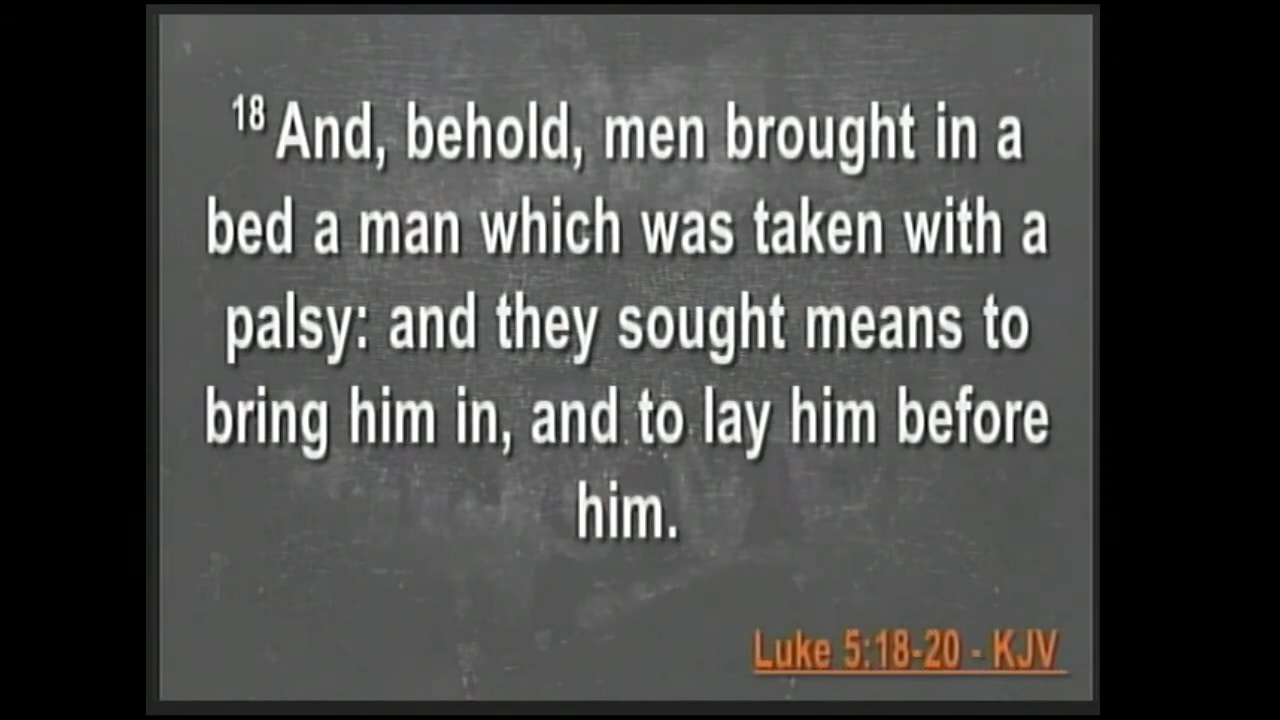 18 And, behold, men brought in a
bed a man which was taken with a
palsy: and they sought means to
bring him in, and to lay him before
him.
Luke 5:18-20 - KJV